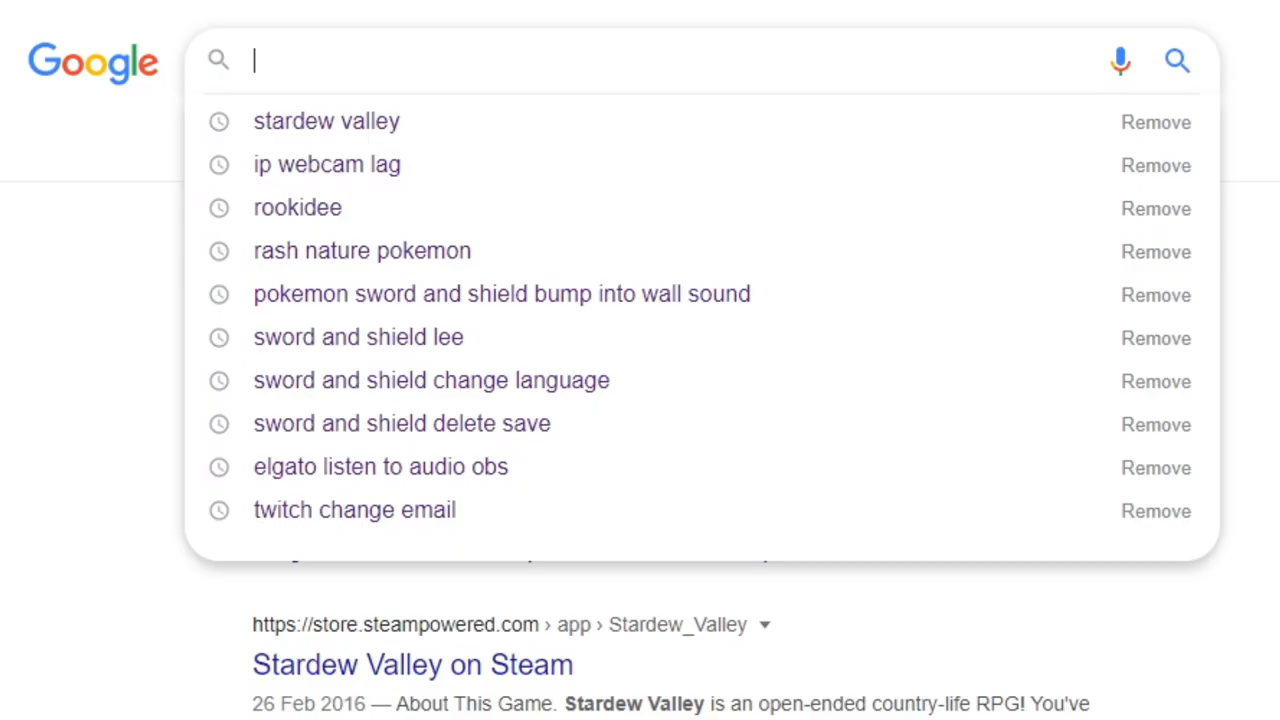 Google
stardew valley Remove
ip webcam lag Remove
rookidee Remove
rash nature pokemon Remove
pokemon sword and shield bump into wall sound Remove
sword and shield lee Remove
sword and shield change language Remove
sword and shield delete save Remove
elgato listen to audio obs Remove
twitch change email Remove
https://store.steampowered.com › app › Stardew_Valley
Stardew Valley on Steam
26 Feb 2016 — About This Game. Stardew Valley is an open-ended country-life RPG! You've